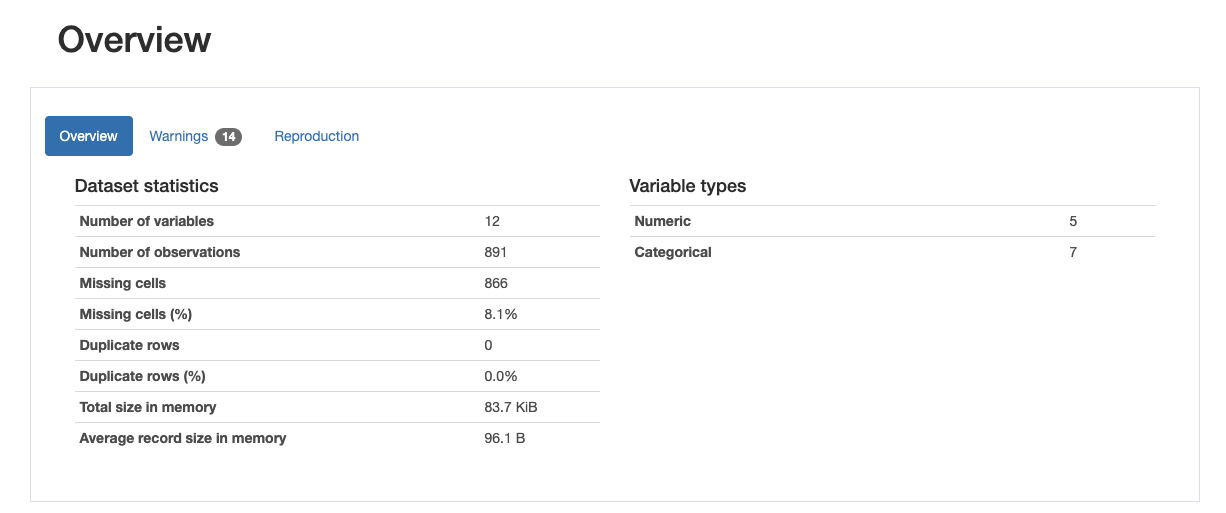 Overview
Overview Warnings 14 Reproduction
Dataset statistics
Number of variables 12
Number of observations 891
Missing cells 866
Missing cells (%) 8.1%
Duplicate rows 0
Duplicate rows (%) 0.0%
Total size in memory 83.7 KiB
Average record size in memory 96.1 B
Variable types
Numeric 5
Categorical 7